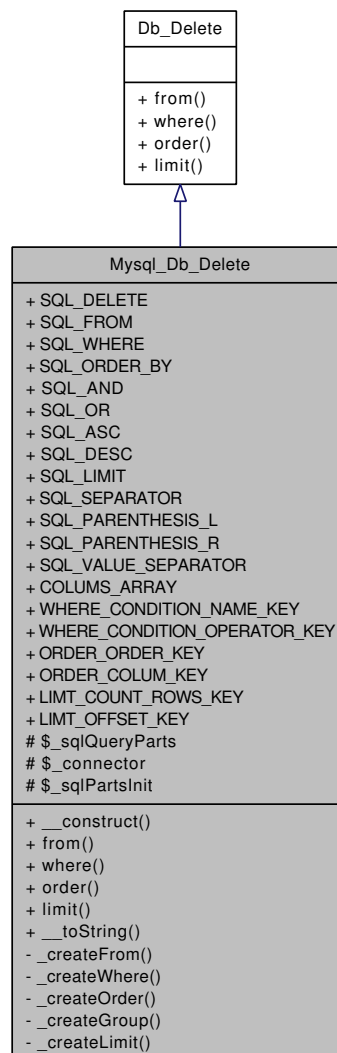 Db_Delete
+ from()
+ where()
+ order()
+ limit()
Mysql_Db_Delete
+ SQL_DELETE
+ SQL_FROM
+ SQL_WHERE
+ SQL_ORDER_BY
+ SQL_AND
+ SQL_OR
+ SQL_ASC
+ SQL_DESC
+ SQL_LIMIT
+ SQL_SEPARATOR
+ SQL_PARENTHESIS_L
+ SQL_PARENTHESIS_R
+ SQL_VALUE_SEPARATOR
+ COLUMS_ARRAY
+ WHERE_CONDITION_NAME_KEY
+ WHERE_CONDITION_OPERATOR_KEY
+ ORDER_ORDER_KEY
+ ORDER_COLUM_KEY
+ LIMT_COUNT_ROWS_KEY
+ LIMT_OFFSET_KEY
# $_sqlQueryParts
# $_connector
# $_sqlPartsInit
+ __construct()
+ from()
+ where()
+ order()
+ limit()
+ __toString()
- _createFrom()
- _createWhere()
- _createOrder()
- _createGroup()
- _createLimit()